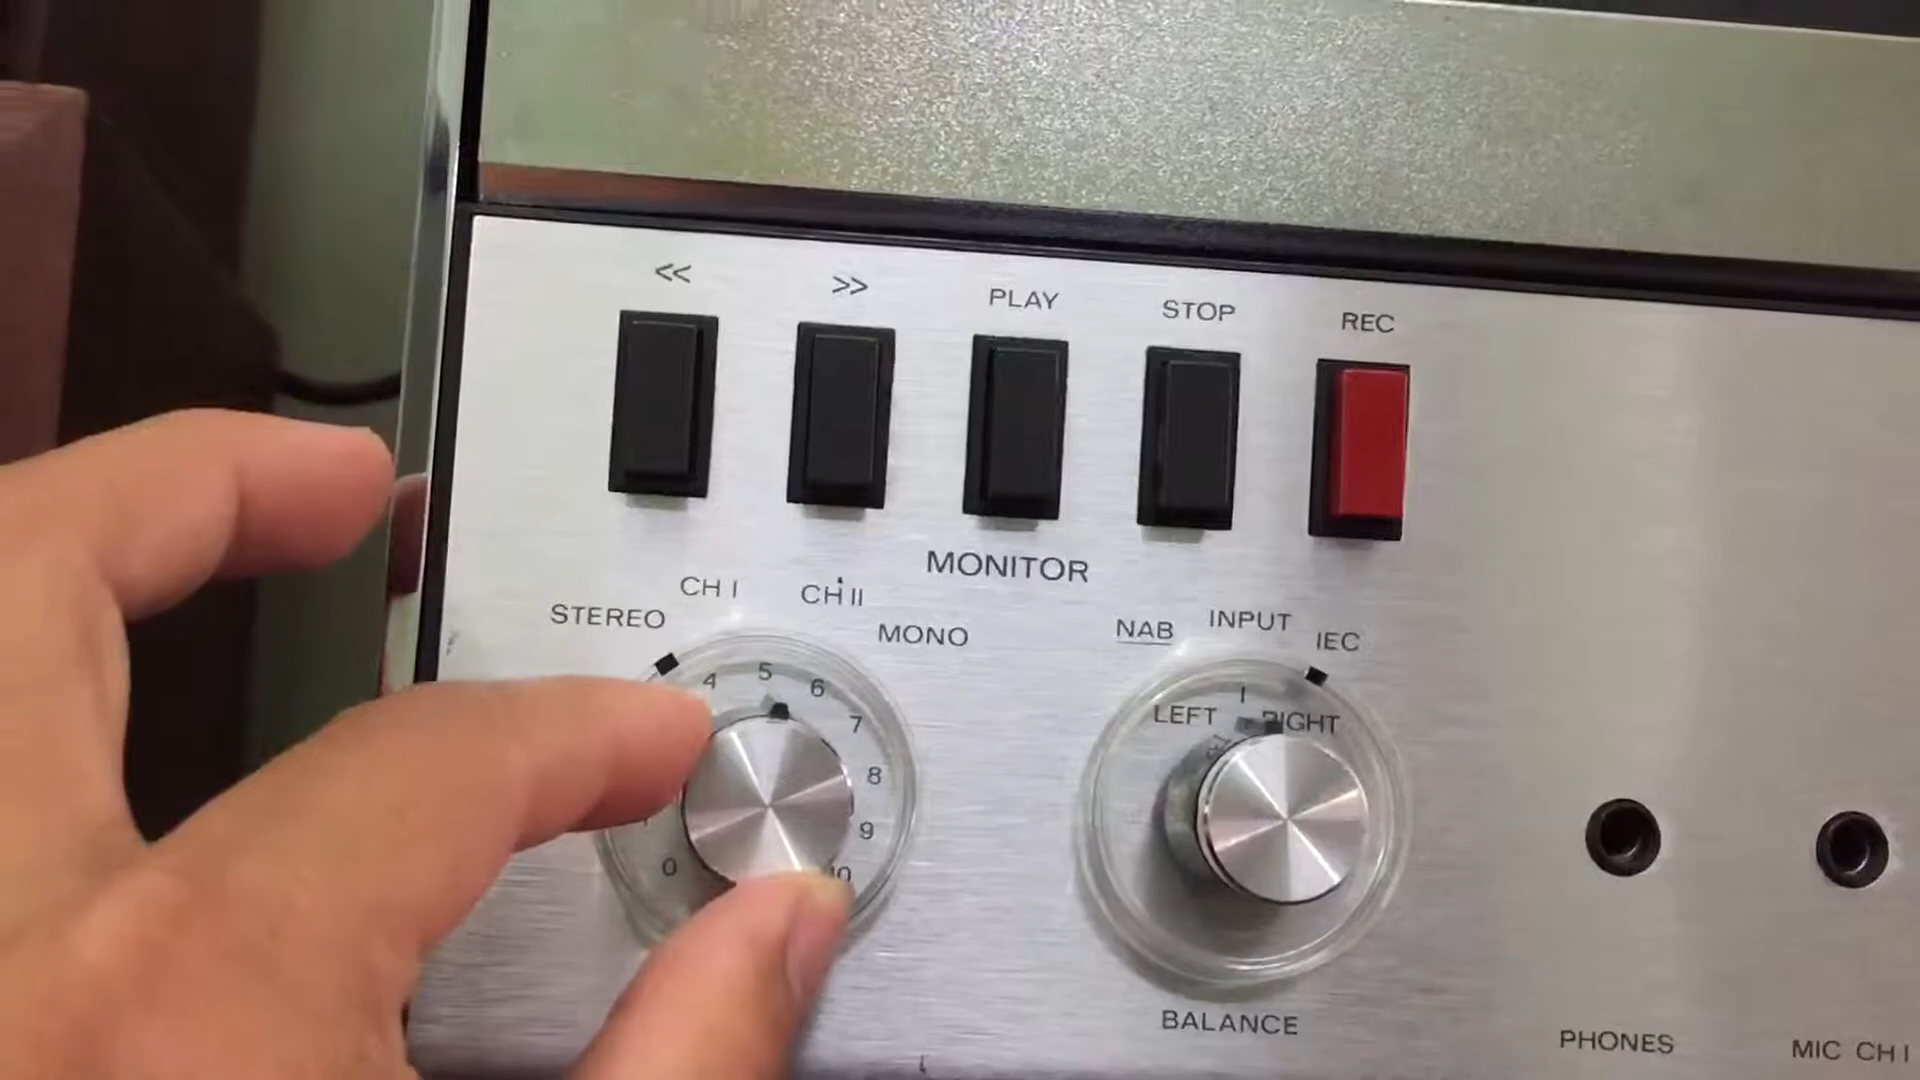 << >> PLAY STOP REC
MONITOR
STEREO CH I CH II MONO
NAB INPUT IEC
4 5 6 7 8 9 10
0
I
LEFT RIGHT
BALANCE
PHONES
MIC CH I